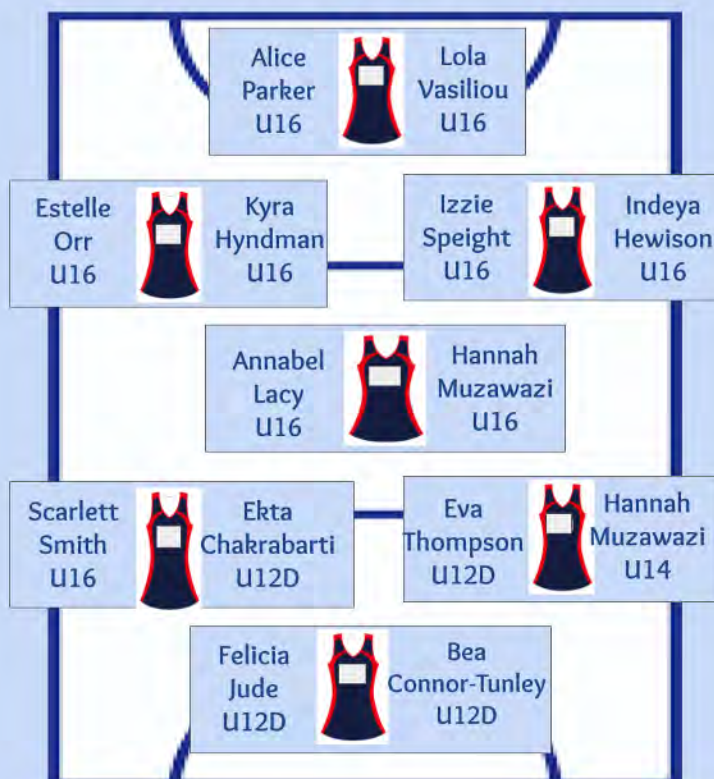 Alice
Parker
U16
Lola
Vasiliou
U16
Estelle
Orr
U16
Kyra
Hyndman
U16
Izzie
Speight
U16
Indeya
Hewison
U16
Annabel
Lacy
U16
Hannah
Muzawazi
U16
Scarlett
Smith
U16
Ekta
Chakrabarti
U12D
Eva
Thompson
U12D
Hannah
Muzawazi
U14
Felicia
Jude
U12D
Bea
Connor-Tunley
U12D